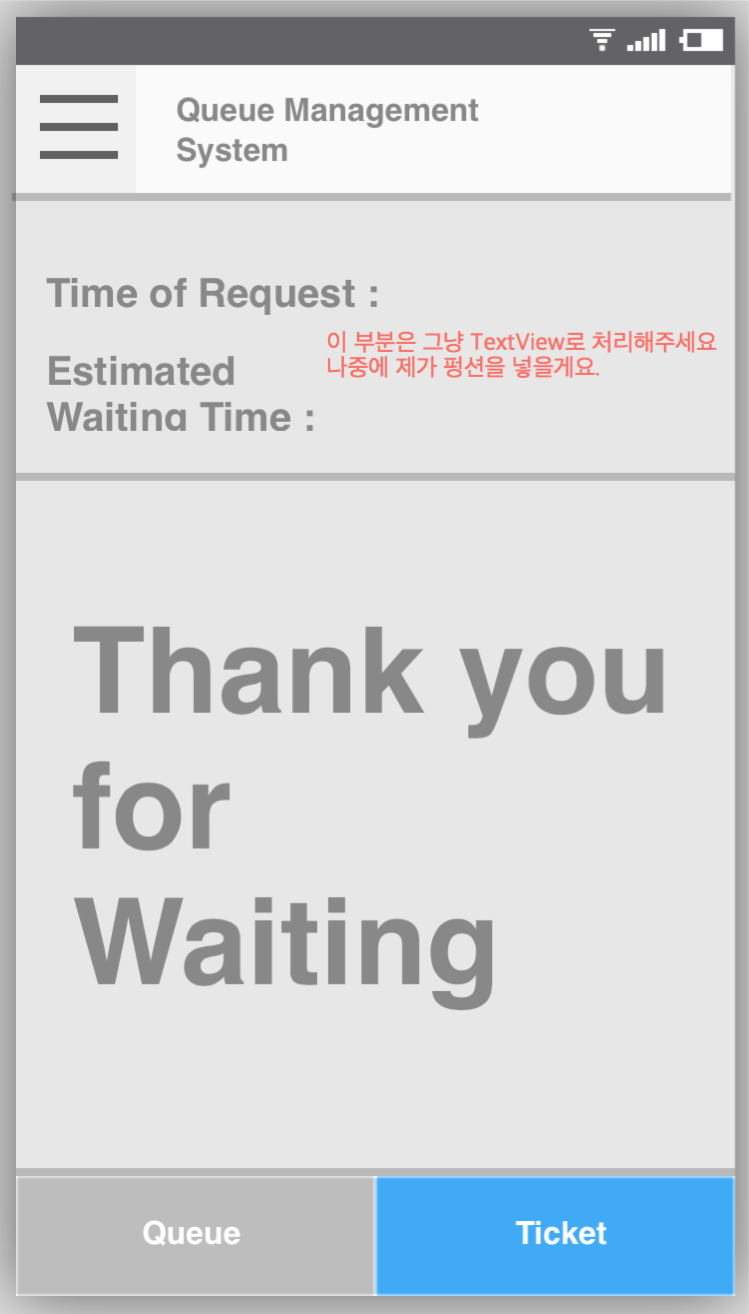 Queue Management
System
Time of Request :
이 부분은 그냥 TextView로 처리해주세요
나중에 제가 펑션을 넣을게요.
Estimated
Waiting Time :
Thank you
for
Waiting
Queue
Ticket